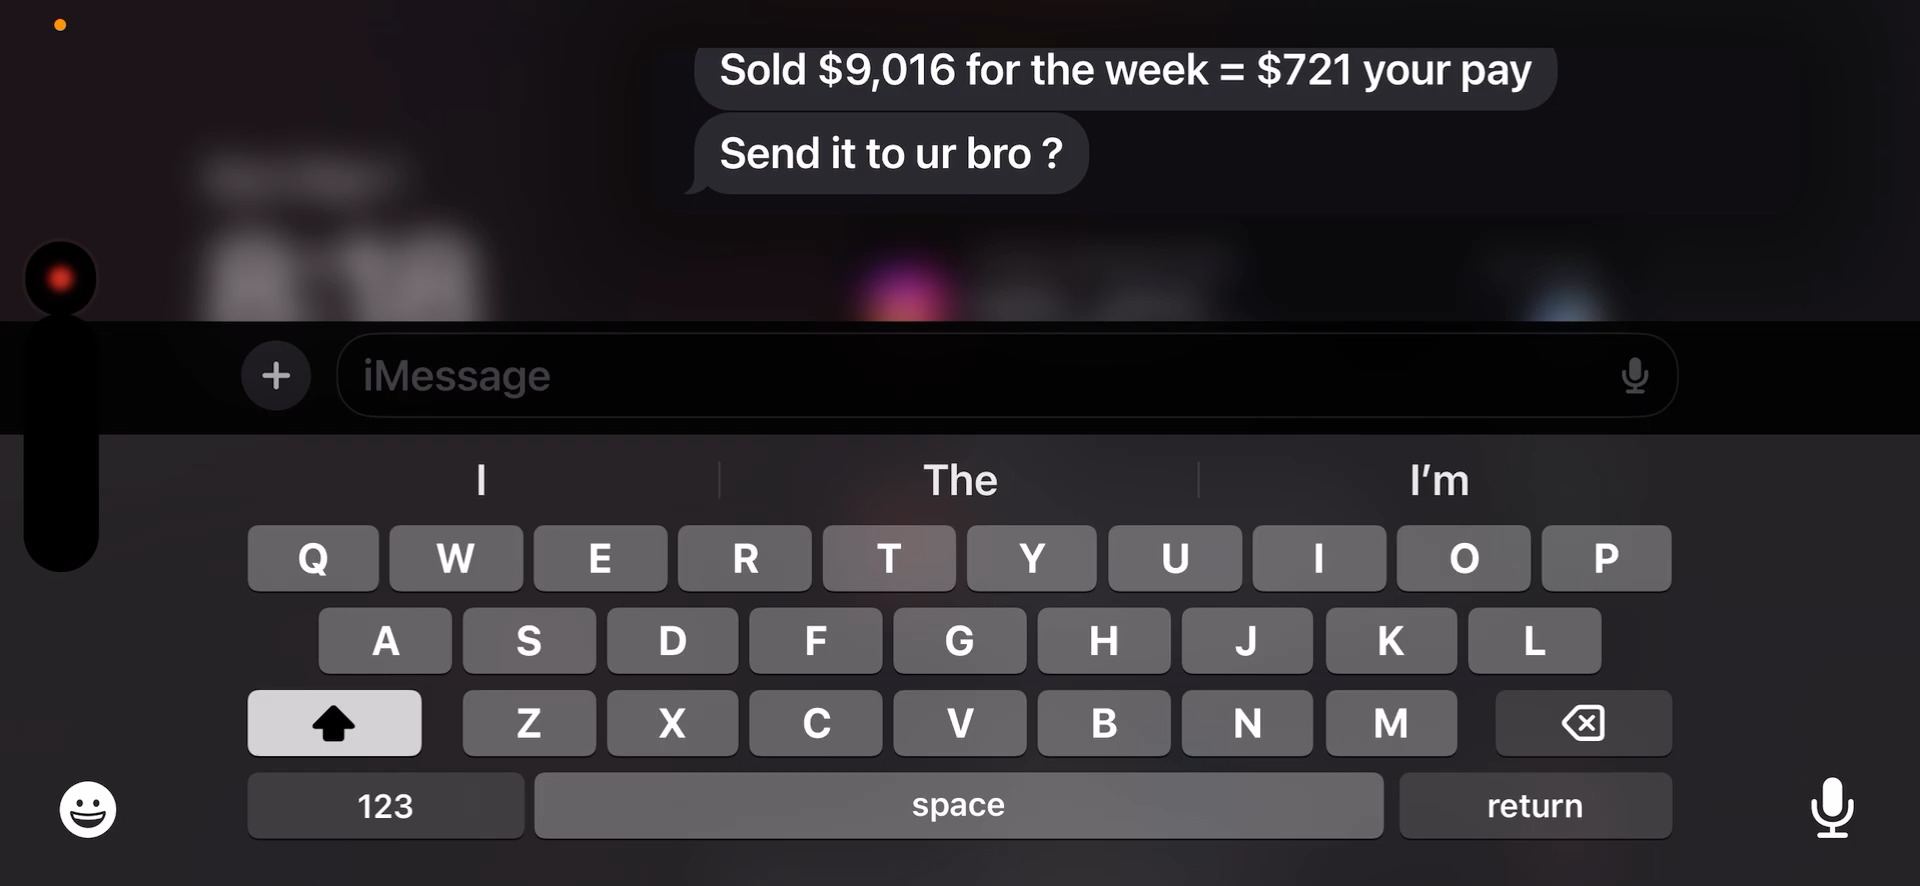 Sold $9,016 for the week = $721 your pay
Send it to ur bro ?
iMessage
I The I’m
Q W E R T Y U I O P
A S D F G H J K L
Z X C V B N M
123 space return